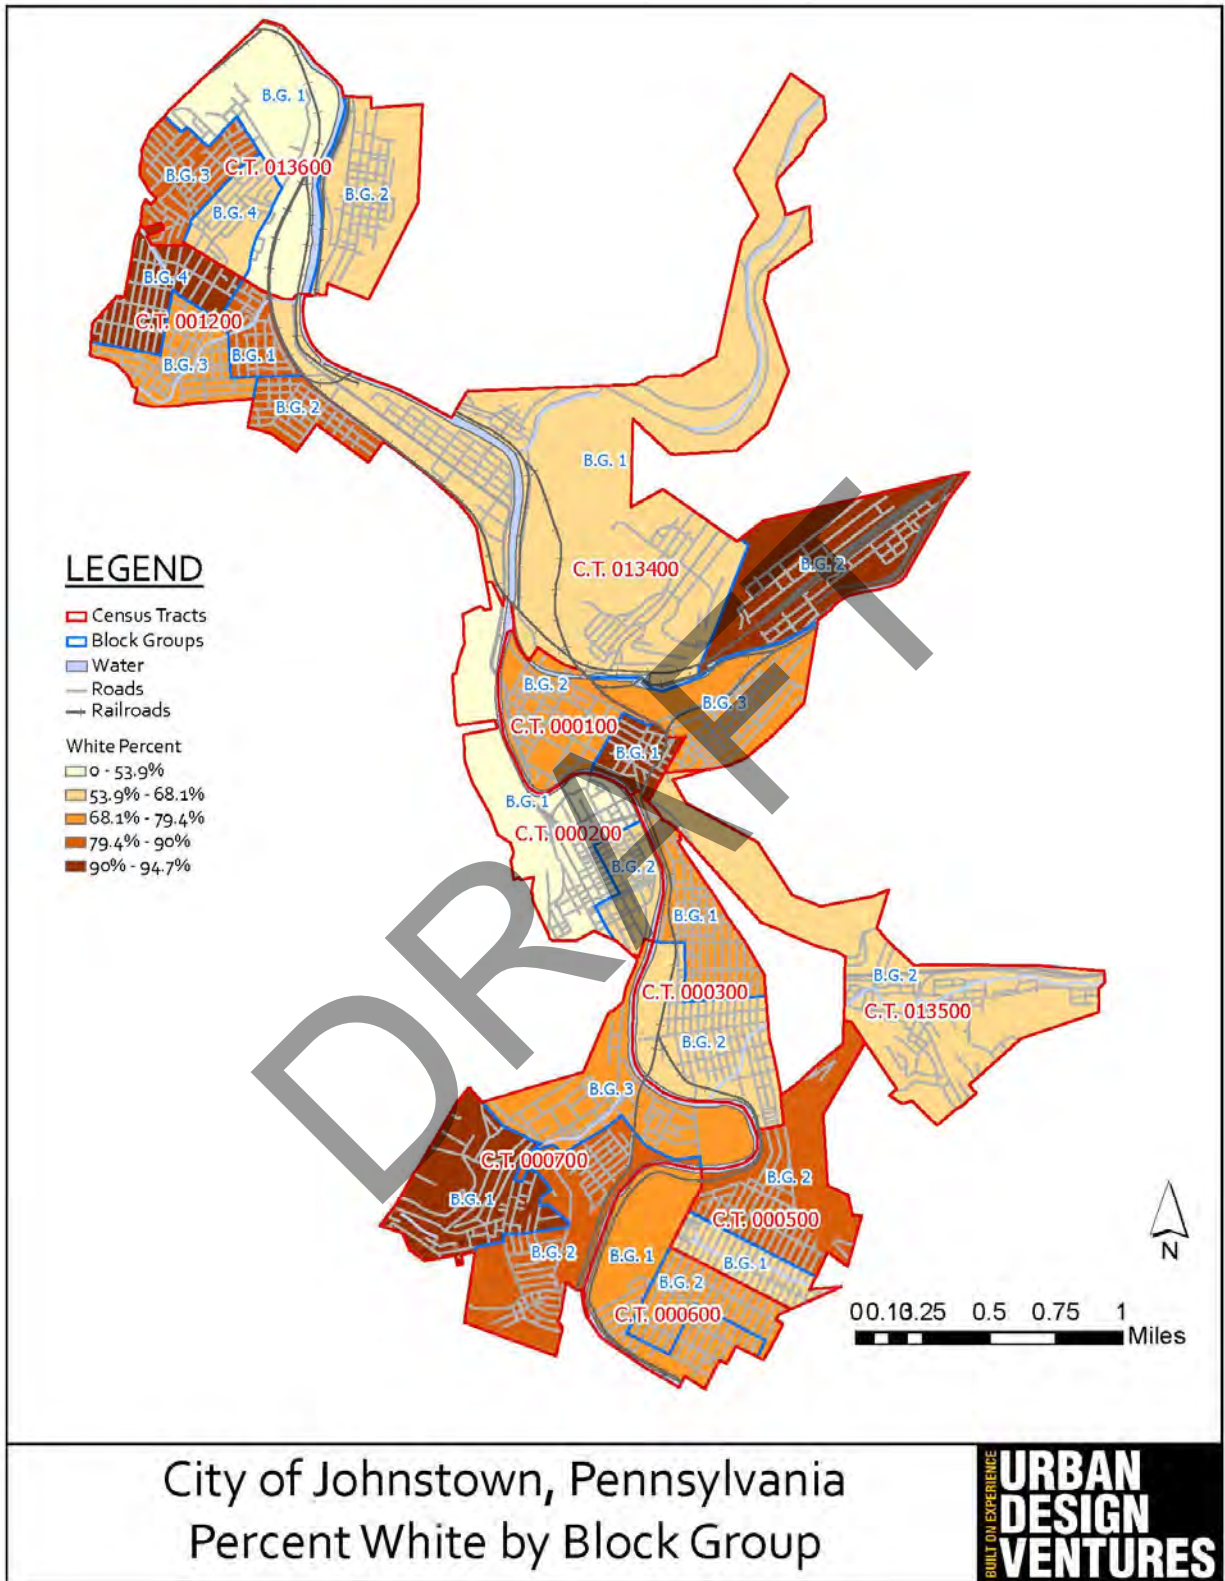 B.G. 1
C.T. 013600
B.G. 3
B.G. 2
B.G. 4
B.G. 4
C.T. 001200
B.G. 1
B.G. 3
B.G. 2
B.G. 1
C.T. 013400
B.G. 2
B.G. 2
B.G. 3
C.T. 000100
B.G. 1
B.G. 1
C.T. 000200
B.G. 2
B.G. 1
B.G. 2
C.T. 000300
C.T. 013500
B.G. 2
B.G. 3
C.T. 000700
B.G. 1
B.G. 2
C.T. 000500
B.G. 2
B.G. 1
B.G. 1
B.G. 2
C.T. 000600
LEGEND
Census Tracts
Block Groups
Water
Roads
Railroads
White Percent
0 - 53.9%
53.9% - 68.1%
68.1% - 79.4%
79.4% - 90%
90% - 94.7%
DRAFT
N
0 0.13 0.25 0.5 0.75 1
Miles
City of Johnstown, Pennsylvania
Percent White by Block Group
BUILT ON EXPERIENCE
URBAN
DESIGN
VENTURES